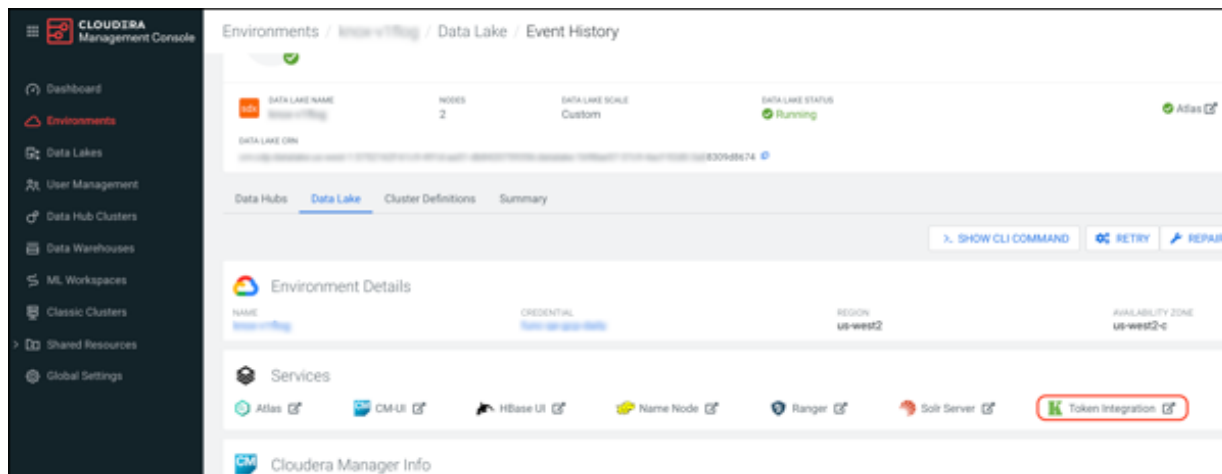 CLOUDERA
Management Console
Environments / / Data Lake / Event History
Dashboard
Environments
Data Lakes
User Management
Data Hub Clusters
Data Warehouses
ML Workspaces
Classic Clusters
Shared Resources
Global Settings
sdx
DATA LAKE NAME NODES DATA LAKE SCALE DATA LAKE STATUS
2 Custom Running Atlas
DATA LAKE CRN
8309d8674
Data Hubs Data Lake Cluster Definitions Summary
SHOW CLI COMMAND RETRY REPAIR
Environment Details
NAME CREDENTIAL REGION AVAILABILITY ZONE
us-west2 us-west2-c
Services
Atlas CM-UI HBase UI Name Node Ranger Solr Server Token Integration
CM Cloudera Manager Info